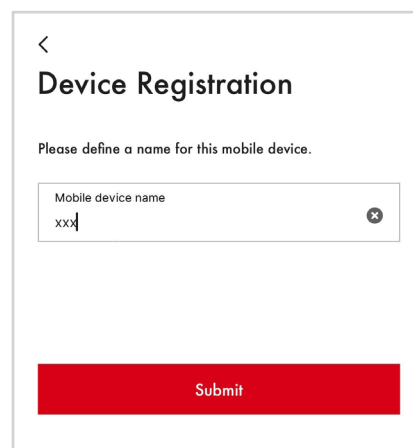 Device Registration
Please define a name for this mobile device.
Mobile device name
xxx
Submit